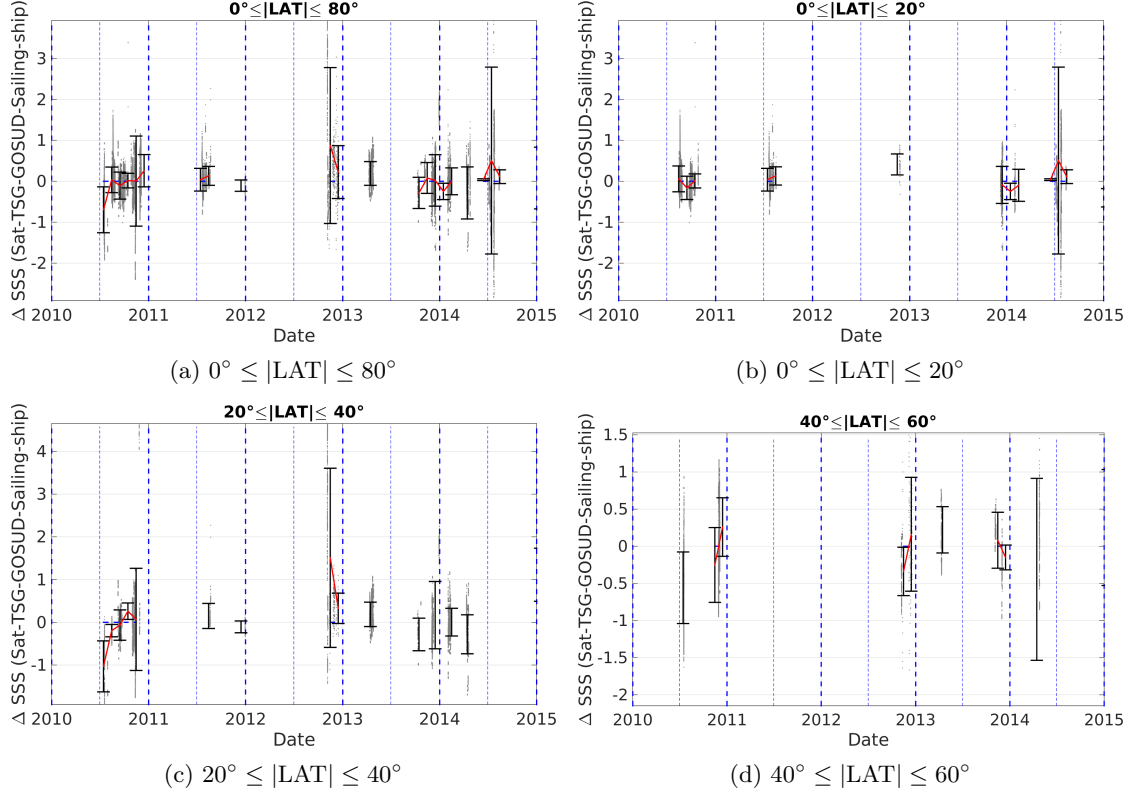 0°≤|LAT|≤ 80°
Δ SSS (Sat-TSG-GOSUD-Sailing-ship)
3
2
1
0
-1
-2
2010 2011 2012 2013 2014 2015
Date
(a) 0° ≤ |LAT| ≤ 80°
0°≤|LAT|≤ 20°
Δ SSS (Sat-TSG-GOSUD-Sailing-ship)
3
2
1
0
-1
-2
2010 2011 2012 2013 2014 2015
Date
(b) 0° ≤ |LAT| ≤ 20°
20°≤|LAT|≤ 40°
Δ SSS (Sat-TSG-GOSUD-Sailing-ship)
4
3
2
1
0
-1
2010 2011 2012 2013 2014 2015
Date
(c) 20° ≤ |LAT| ≤ 40°
40°≤|LAT|≤ 60°
Δ SSS (Sat-TSG-GOSUD-Sailing-ship)
1.5
1
0.5
0
-0.5
-1
-1.5
-2
2010 2011 2012 2013 2014 2015
Date
(d) 40° ≤ |LAT| ≤ 60°